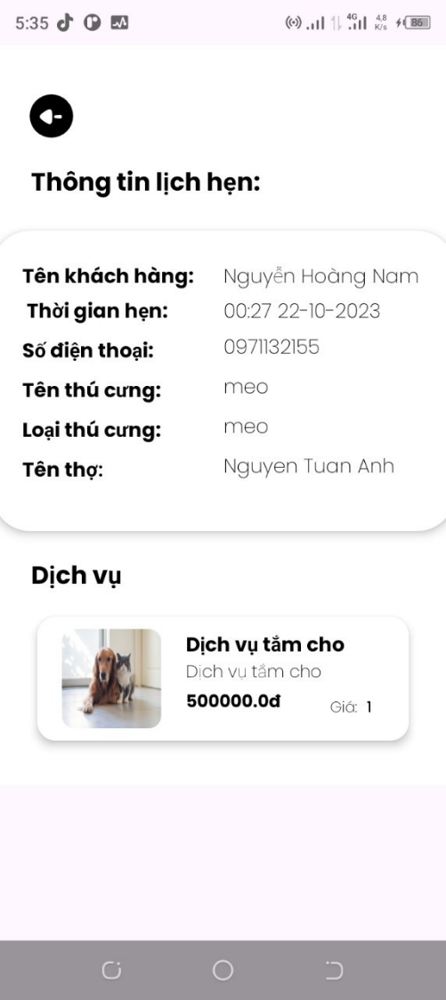 5:35
4G
4,8
K/s
86
Thông tin lịch hẹn:
Tên khách hàng: Nguyễn Hoàng Nam
Thời gian hẹn: 00:27 22-10-2023
Số điện thoại: 0971132155
Tên thú cưng: meo
Loại thú cưng: meo
Tên thợ: Nguyen Tuan Anh
Dịch vụ
Dịch vụ tắm cho
Dịch vụ tắm cho
500000.0đ
Giá: 1